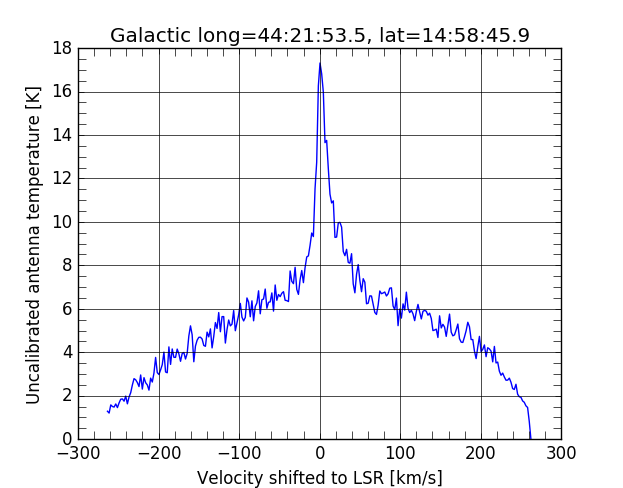 Galactic long=44:21:53.5, lat=14:58:45.9
Uncalibrated antenna temperature [K]
18
16
14
12
10
8
6
4
2
0
−300 −200 −100 0 100 200 300
Velocity shifted to LSR [km/s]